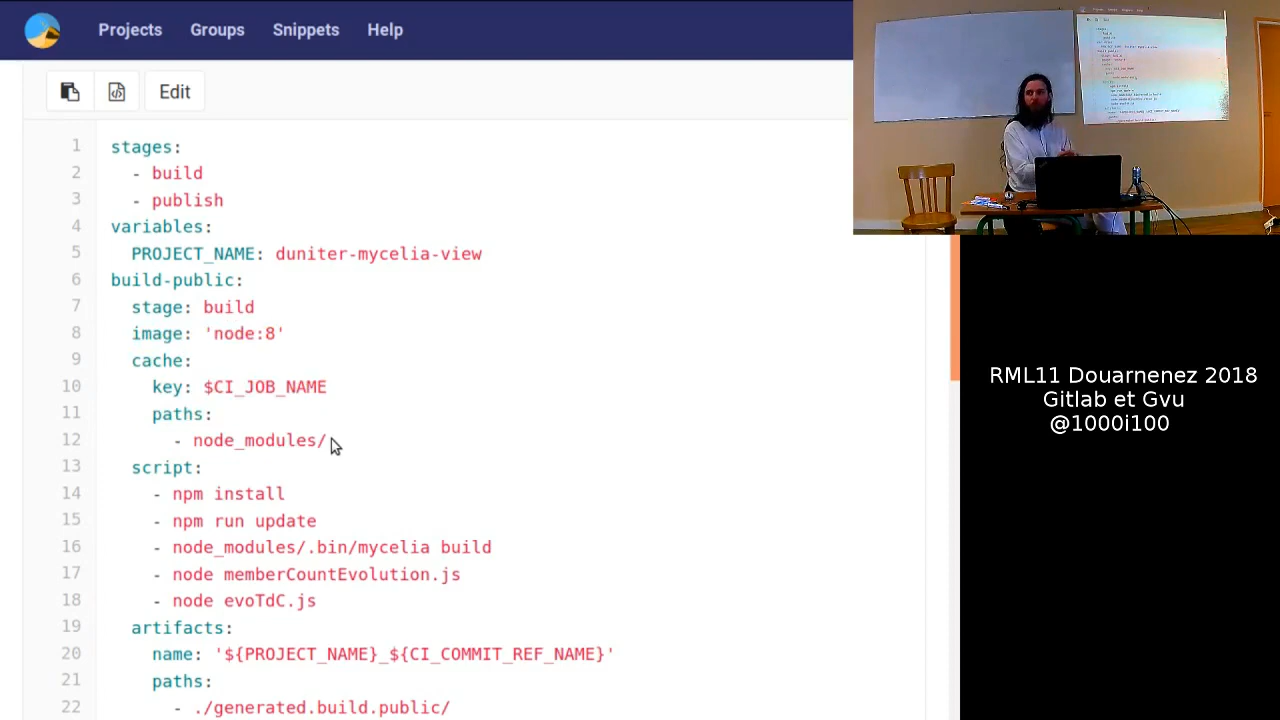 Projects Groups Snippets Help
Edit
1 stages:
2 - build
3 - publish
4 variables:
5 PROJECT_NAME: duniter-mycelia-view
6 build-public:
7 stage: build
8 image: 'node:8'
9 cache:
10 key: $CI_JOB_NAME
11 paths:
12 - node_modules/
13 script:
14 - npm install
15 - npm run update
16 - node_modules/.bin/mycelia build
17 - node memberCountEvolution.js
18 - node evoTdC.js
19 artifacts:
20 name: '${PROJECT_NAME}_${CI_COMMIT_REF_NAME}'
21 paths:
22 - ./generated.build.public/
RML11 Douarnenez 2018
Gitlab et Gvu
@1000i100